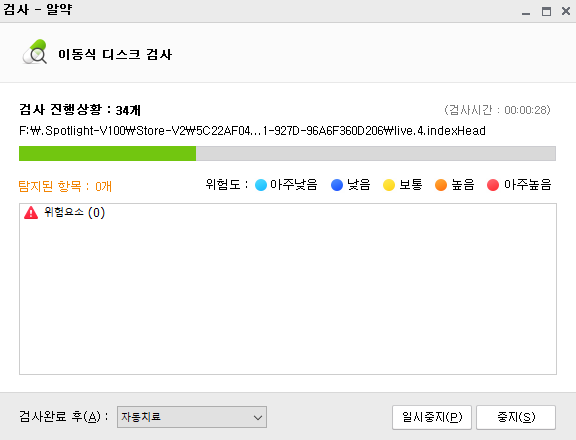 검사 - 알약
이동식 디스크 검사
검사 진행상황 : 34개
(검사시간 : 00:00:28)
F:\.Spotlight-V100\Store-V2\5C22AF04...1-927D-96A6F360D206\live.4.indexHead
탐지된 항목 : 0개
위험도 : 아주낮음 낮음 보통 높음 아주높음
위험요소 (0)
검사완료 후(A) : 자동치료 일시중지(P) 중지(S)